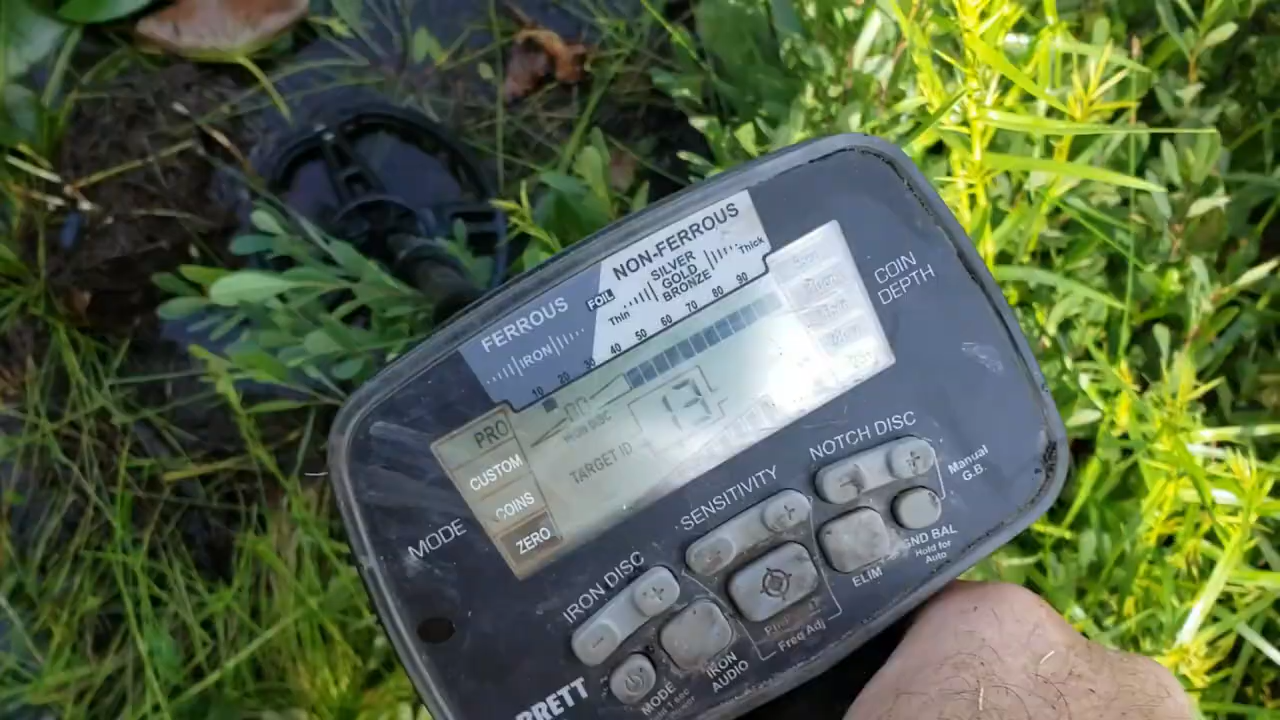 NON-FERROUS
FERROUS
FOIL
SILVER
GOLD
BRONZE
Thin
Thick
IRON
10 20 30 40 50 60 70 80 90
COIN
DEPTH
PRO
CUSTOM
COINS
ZERO
MODE
TARGET ID
13
IRON DISC
- +
SENSITIVITY
- +
NOTCH DISC
+
Manual
G.B.
GND BAL
Hold for
Auto
ELIM
Freq Adj
IRON
AUDIO
MODE
RRETT